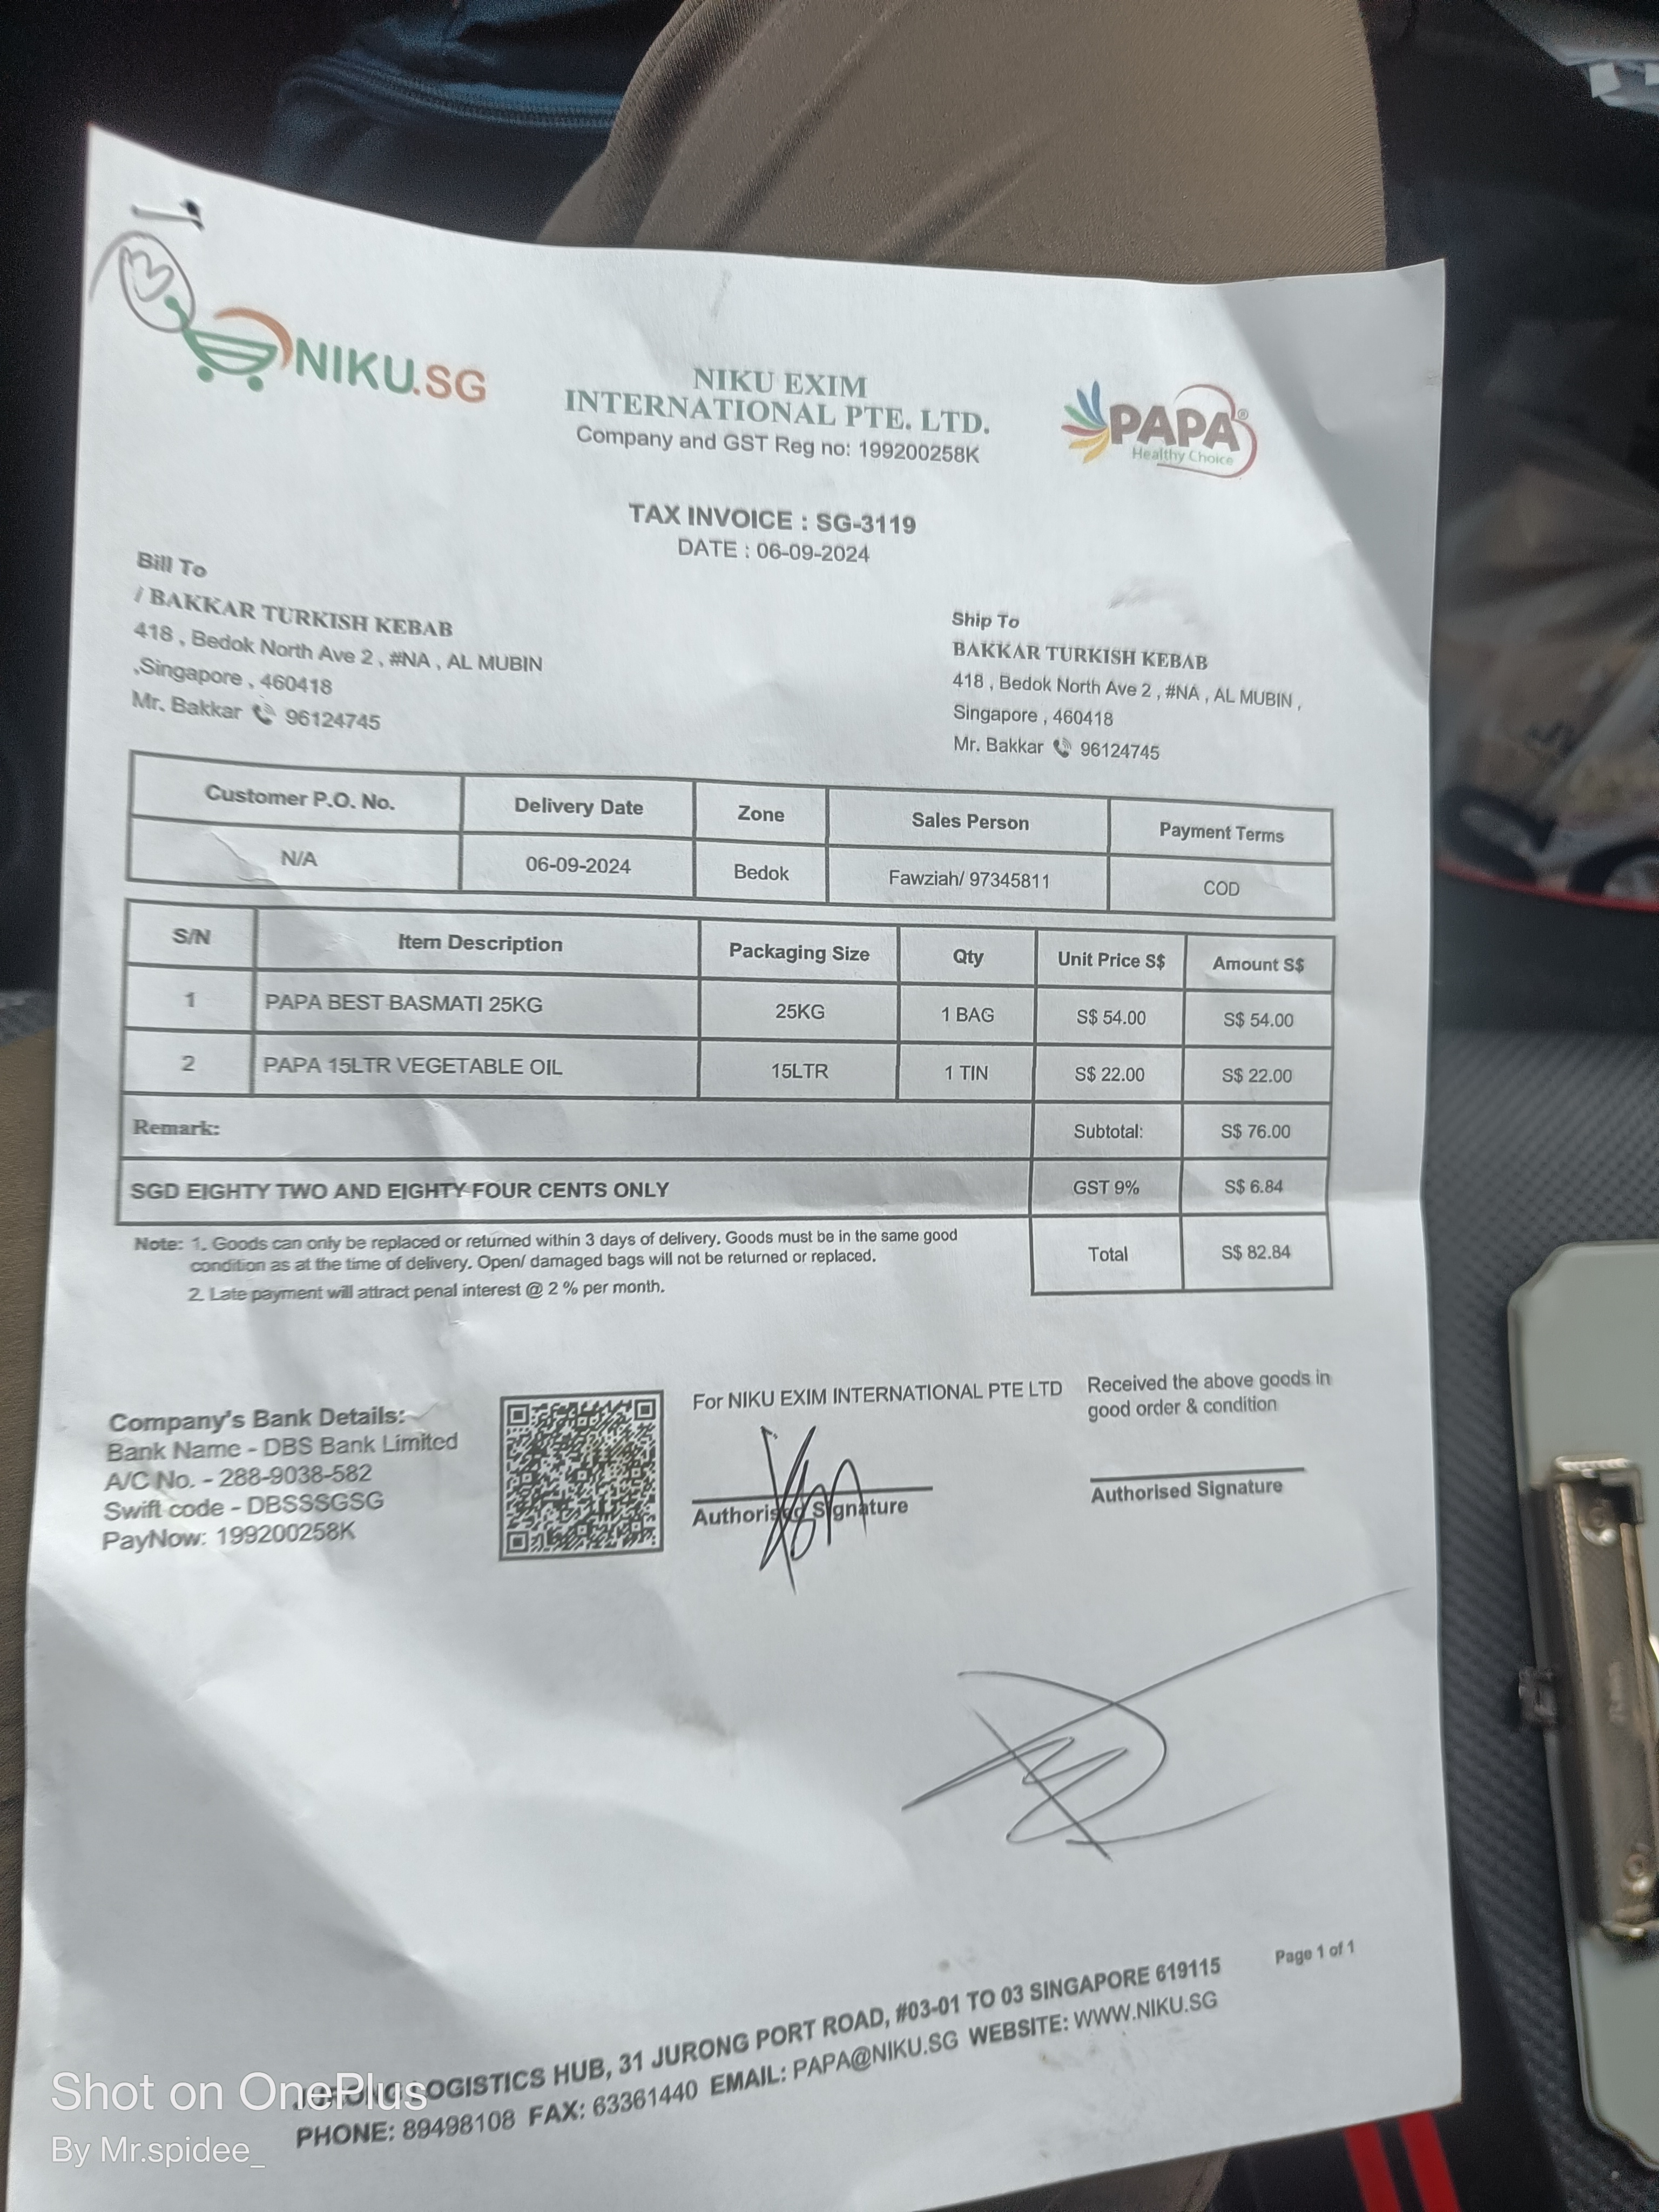 NIKU.SG
NIKU EXIM
INTERNATIONAL PTE. LTD.
Company and GST Reg no: 199200258K
PAPA®
Healthy Choice
TAX INVOICE : SG-3119
DATE : 06-09-2024
Bill To
/ BAKKAR TURKISH KEBAB
418 , Bedok North Ave 2 , #NA , AL MUBIN
,Singapore , 460418
Mr. Bakkar 96124745
Ship To
BAKKAR TURKISH KEBAB
418 , Bedok North Ave 2 , #NA , AL MUBIN ,
Singapore , 460418
Mr. Bakkar 96124745
Customer P.O. No. Delivery Date Zone Sales Person Payment Terms
N/A 06-09-2024 Bedok Fawziah/ 97345811 COD
S/N Item Description Packaging Size Qty Unit Price S$ Amount S$
1 PAPA BEST BASMATI 25KG 25KG 1 BAG S$ 54.00 S$ 54.00
2 PAPA 15LTR VEGETABLE OIL 15LTR 1 TIN S$ 22.00 S$ 22.00
Remark: Subtotal: S$ 76.00
SGD EIGHTY TWO AND EIGHTY FOUR CENTS ONLY GST 9% S$ 6.84
Total S$ 82.84
Note: 1. Goods can only be replaced or returned within 3 days of delivery. Goods must be in the same good
condition as at the time of delivery. Open/ damaged bags will not be returned or replaced.
2. Late payment will attract penal interest @ 2 % per month.
Company's Bank Details:
Bank Name - DBS Bank Limited
A/C No. - 288-9038-582
Swift code - DBSSSGSG
PayNow: 199200258K
For NIKU EXIM INTERNATIONAL PTE LTD
Authorised Signature
Received the above goods in
good order & condition
Authorised Signature
Page 1 of 1
LOGISTICS HUB, 31 JURONG PORT ROAD, #03-01 TO 03 SINGAPORE 619115
PHONE: 89498108 FAX: 63361440 EMAIL: PAPA@NIKU.SG WEBSITE: WWW.NIKU.SG
Shot on OnePlus
By Mr.spidee_